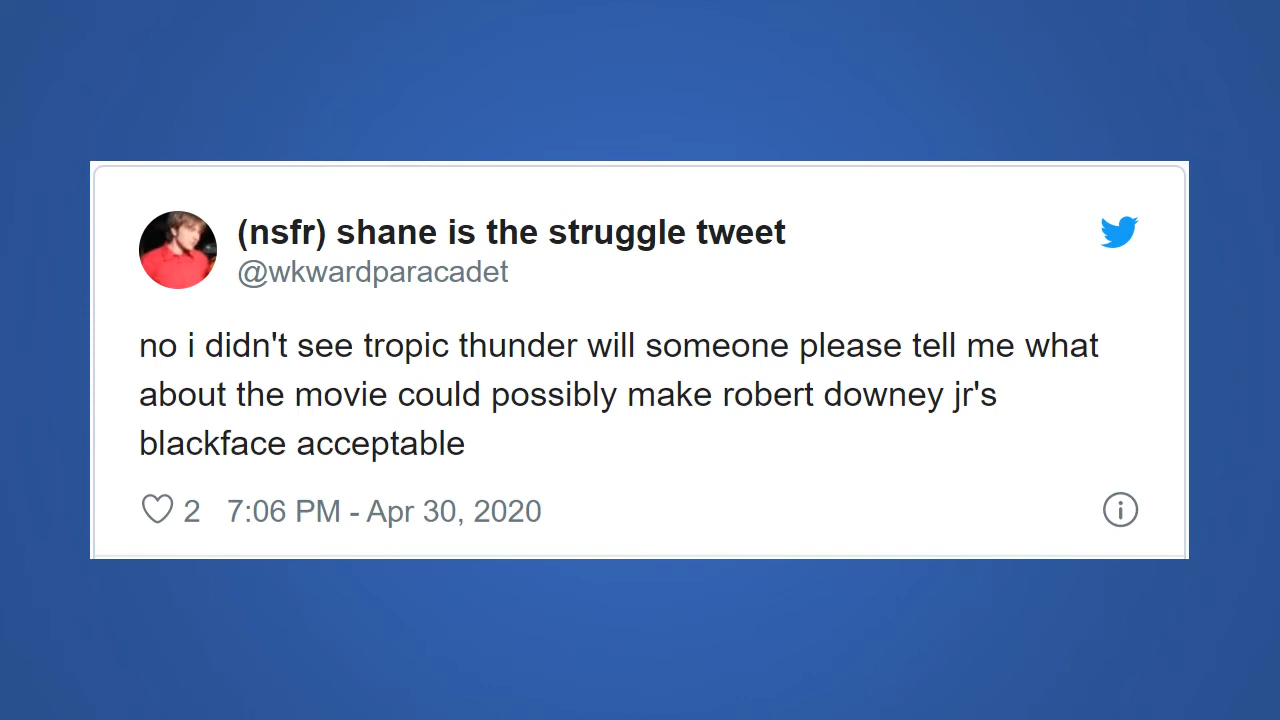 (nsfr) shane is the struggle tweet
@wkwardparacadet
no i didn't see tropic thunder will someone please tell me what
about the movie could possibly make robert downey jr's
blackface acceptable
2 7:06 PM - Apr 30, 2020